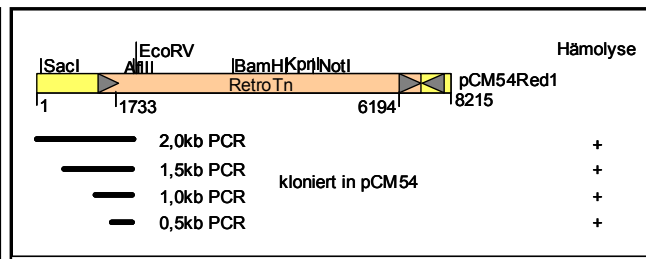 EcoRV
Hämolyse
SacI AflII BamHI KpnI NotI
RetroTn pCM54Red1
1 1733 6194 8215
2,0kb PCR +
1,5kb PCR +
kloniert in pCM54
1,0kb PCR +
0,5kb PCR +